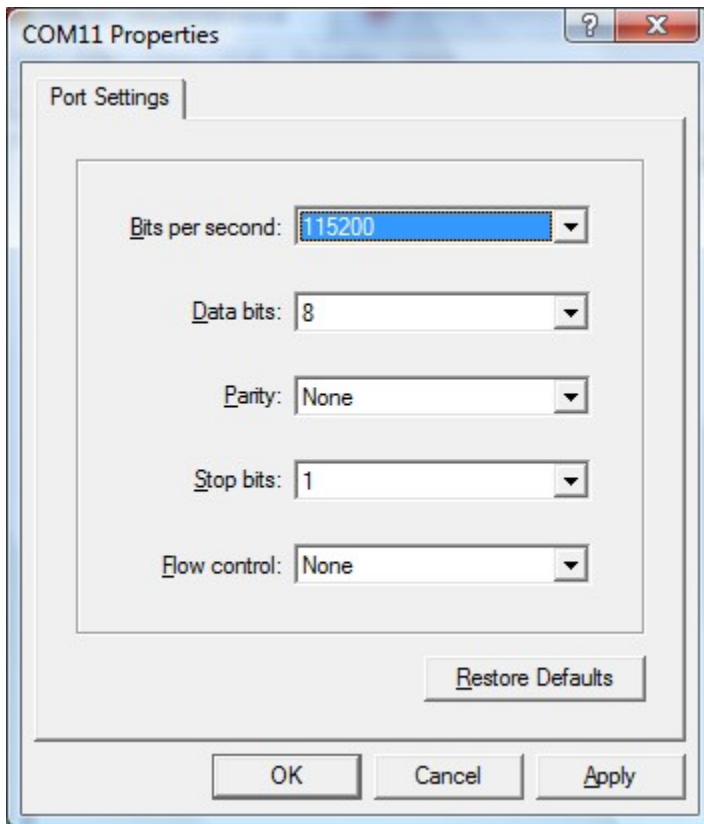 COM11 Properties
Port Settings
Bits per second: 115200
Data bits: 8
Parity: None
Stop bits: 1
Flow control: None
Restore Defaults
OK Cancel Apply